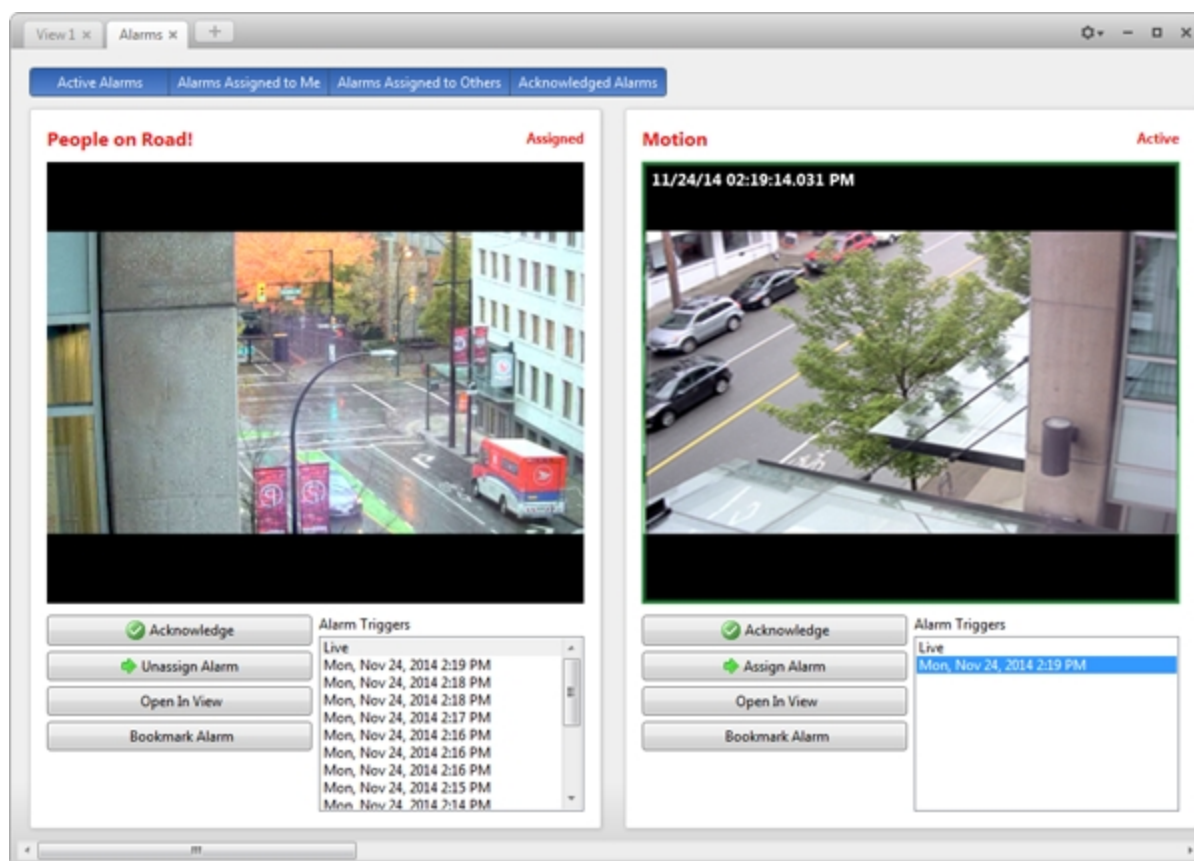 View 1
Alarms
Active Alarms
Alarms Assigned to Me
Alarms Assigned to Others
Acknowledged Alarms
People on Road!
Assigned
Acknowledge
Unassign Alarm
Open In View
Bookmark Alarm
Alarm Triggers
Live
Mon, Nov 24, 2014 2:19 PM
Mon, Nov 24, 2014 2:18 PM
Mon, Nov 24, 2014 2:18 PM
Mon, Nov 24, 2014 2:17 PM
Mon, Nov 24, 2014 2:16 PM
Mon, Nov 24, 2014 2:16 PM
Mon, Nov 24, 2014 2:16 PM
Mon, Nov 24, 2014 2:15 PM
Mon, Nov 24, 2014 2:14 PM
Motion
Active
11/24/14 02:19:14.031 PM
Acknowledge
Assign Alarm
Open In View
Bookmark Alarm
Alarm Triggers
Live
Mon, Nov 24, 2014 2:19 PM